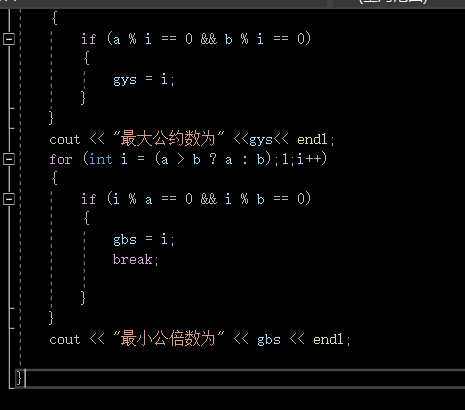 {
if (a % i == 0 && b % i == 0)
{
gys = i;
}
}
cout << "最大公约数为" <<gys<< endl;
for (int i = (a > b ? a : b);1;i++)
{
if (i % a == 0 && i % b == 0)
{
gbs = i;
break;
}
}
cout << "最小公倍数为" << gbs << endl;
}